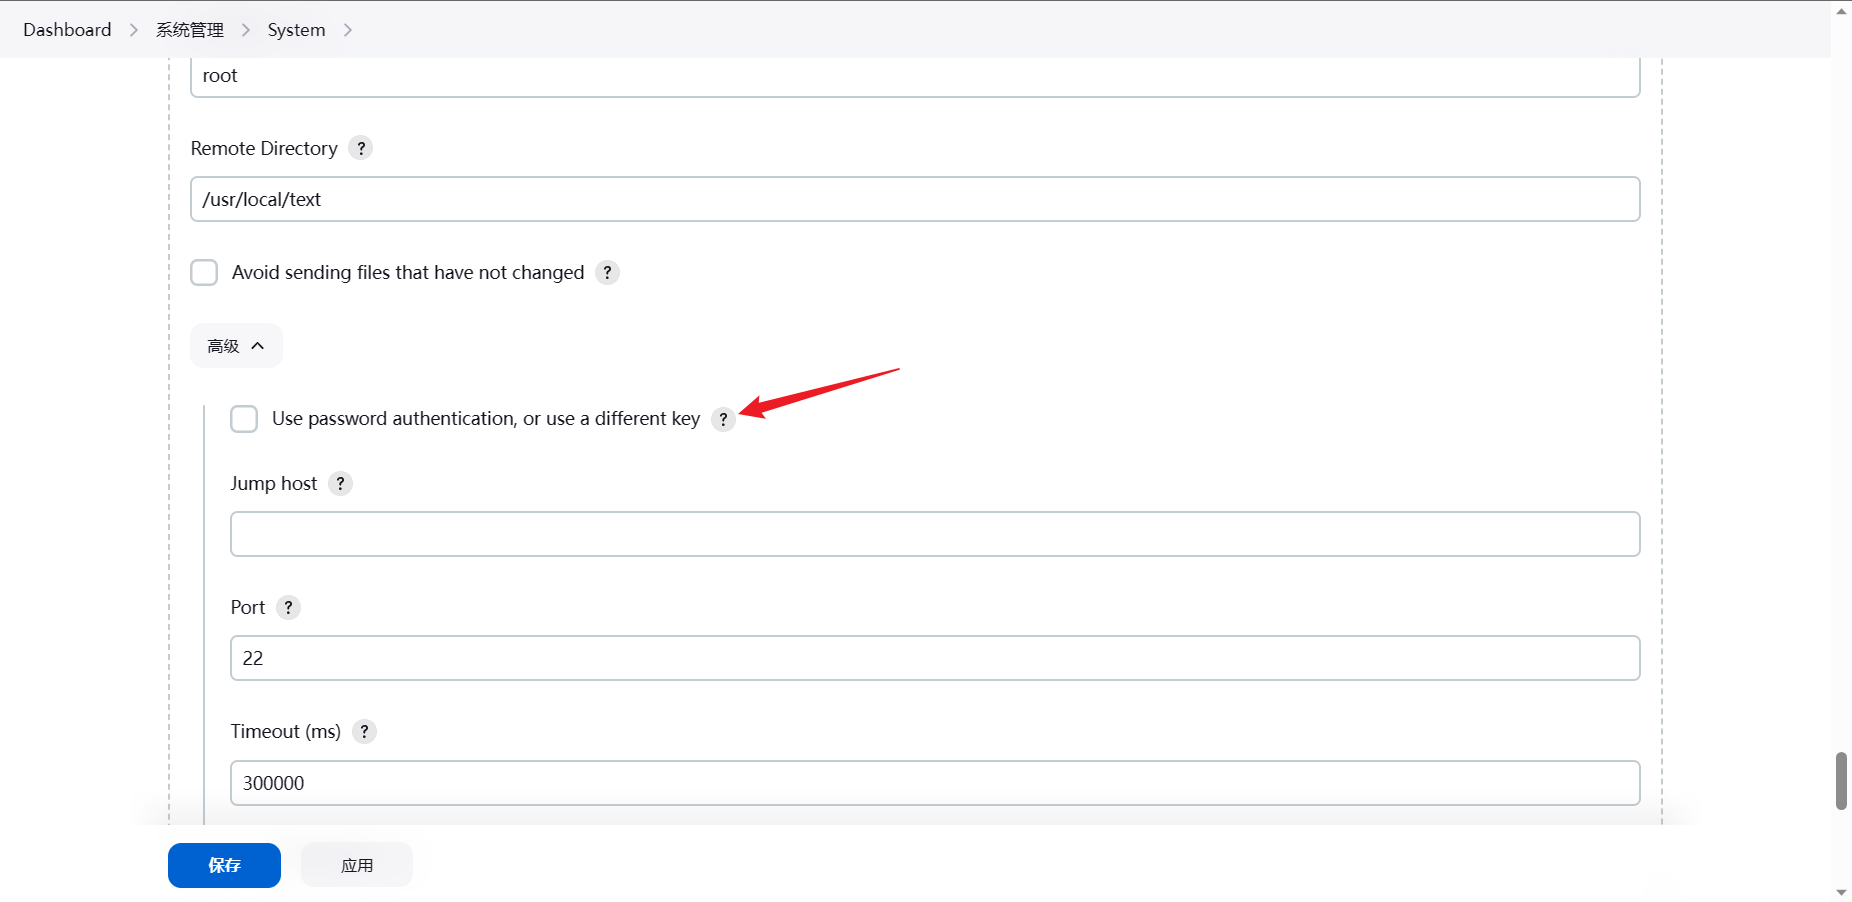 Dashboard 系统管理 System
root
Remote Directory ?
/usr/local/text
Avoid sending files that have not changed ?
高级
Use password authentication, or use a different key ?
Jump host ?
Port ?
22
Timeout (ms) ?
300000
保存 应用